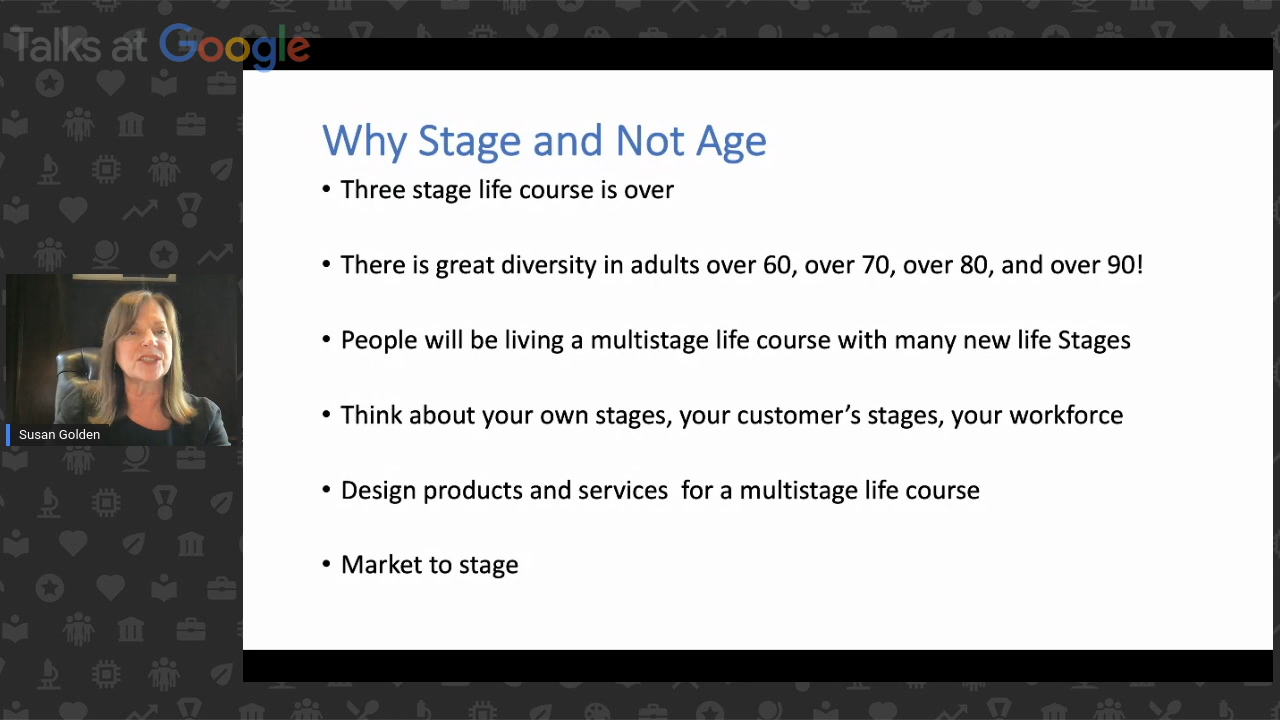 Talks at Google
Why Stage and Not Age
• Three stage life course is over
• There is great diversity in adults over 60, over 70, over 80, and over 90!
• People will be living a multistage life course with many new life Stages
• Think about your own stages, your customer’s stages, your workforce
• Design products and services  for a multistage life course
• Market to stage
Susan Golden